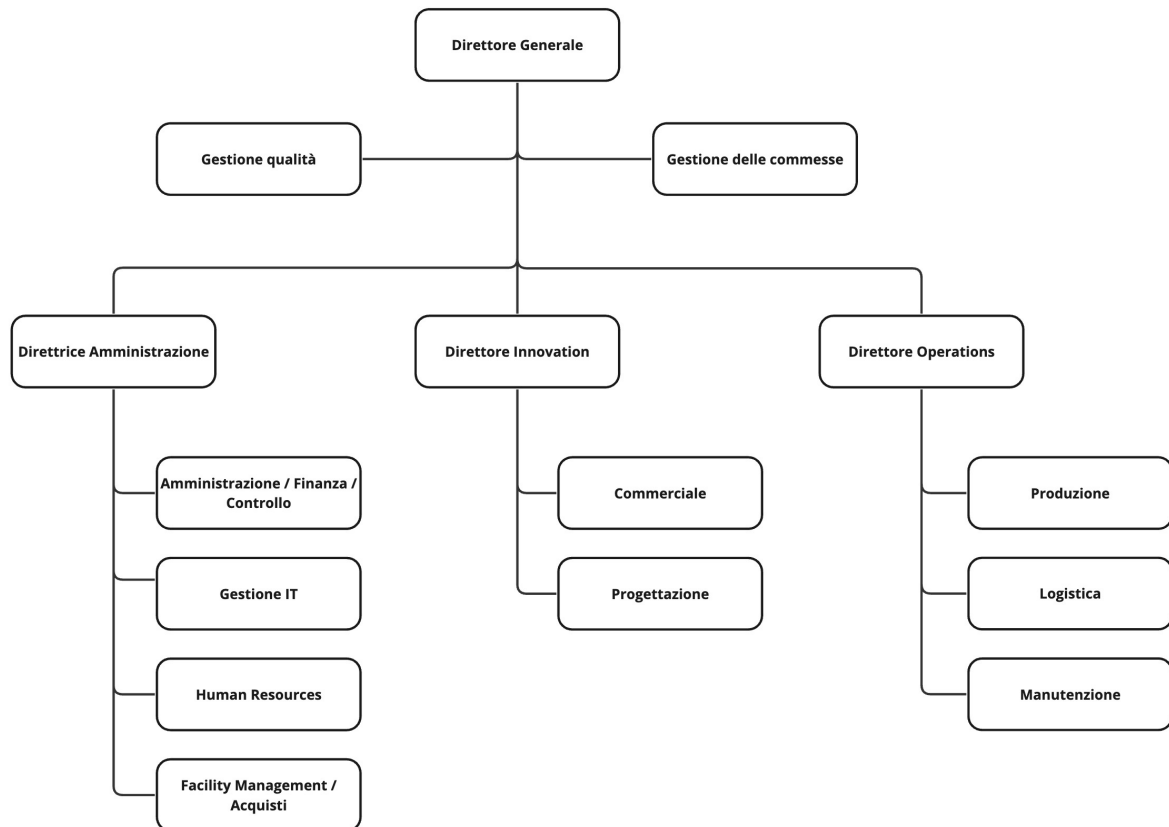 Direttore Generale
Gestione qualità
Gestione delle commesse
Direttrice Amministrazione
Direttore Innovation
Direttore Operations
Amministrazione / Finanza /
Controllo
Commerciale
Produzione
Gestione IT
Progettazione
Logistica
Human Resources
Manutenzione
Facility Management /
Acquisti